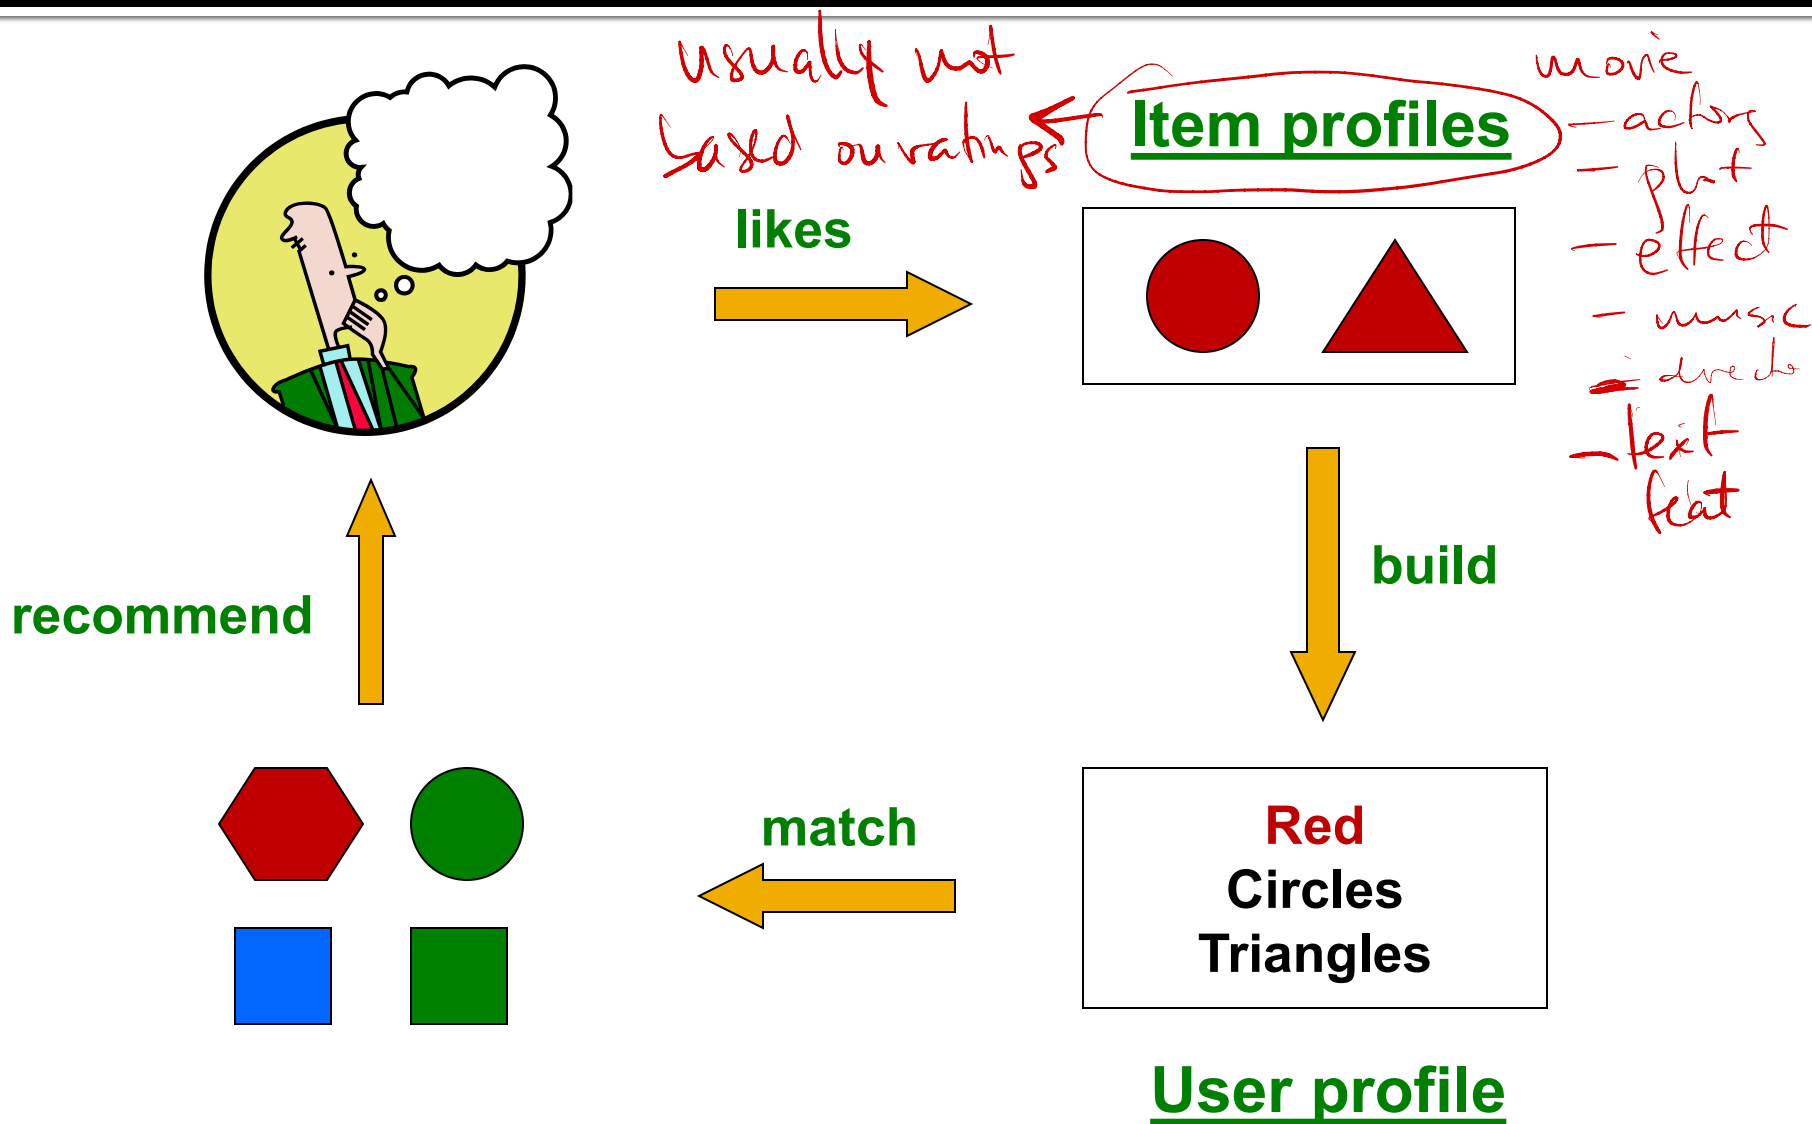 usually not
based on ratings
Item profiles
movie
- actors
- plot
- effect
- music
- directo
- text
feat
likes
build
recommend
match
Red
Circles
Triangles
User profile